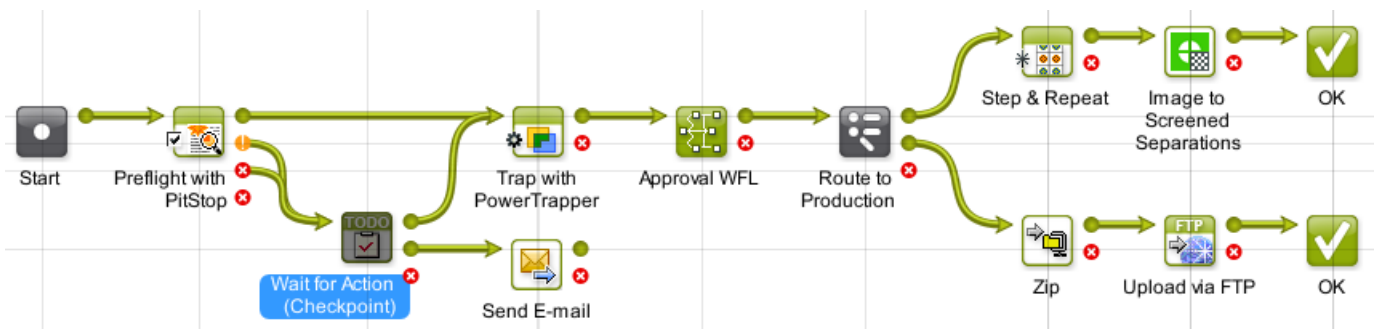 Start
Preflight with
PitStop
TODO
Wait for Action
(Checkpoint)
Trap with
PowerTrapper
Send E-mail
Approval WFL
Route to
Production
Step & Repeat
Image to
Screened
Separations
OK
Zip
FTP
Upload via FTP
OK